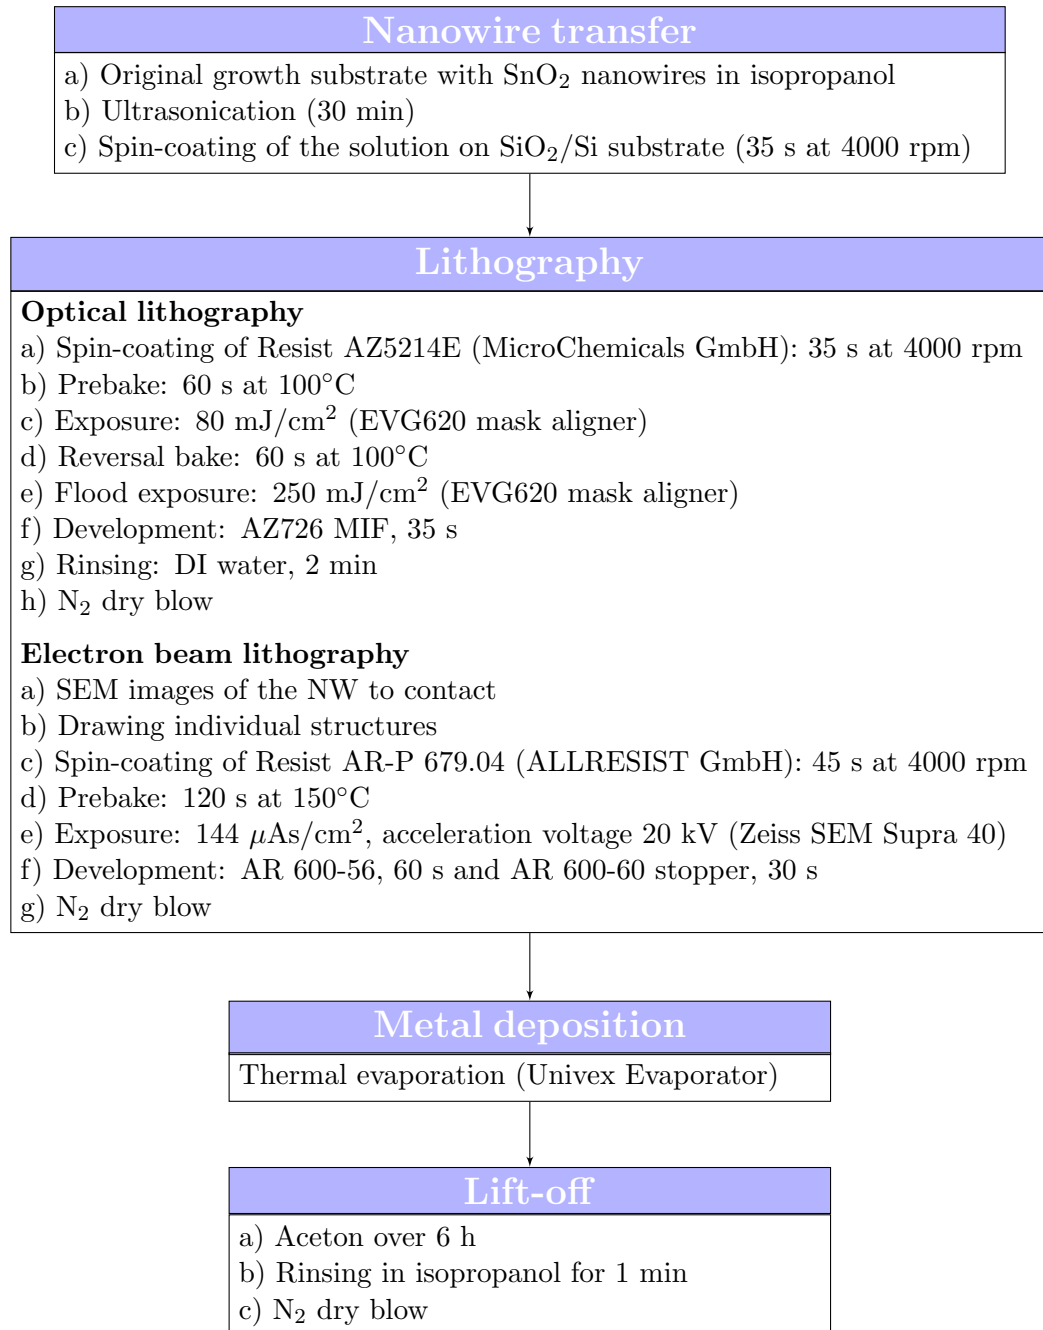 Nanowire transfer
a) Original growth substrate with SnO₂ nanowires in isopropanol
b) Ultrasonication (30 min)
c) Spin-coating of the solution on SiO₂/Si substrate (35 s at 4000 rpm)
Lithography
Optical lithography
a) Spin-coating of Resist AZ5214E (MicroChemicals GmbH): 35 s at 4000 rpm
b) Prebake: 60 s at 100°C
c) Exposure: 80 mJ/cm² (EVG620 mask aligner)
d) Reversal bake: 60 s at 100°C
e) Flood exposure: 250 mJ/cm² (EVG620 mask aligner)
f) Development: AZ726 MIF, 35 s
g) Rinsing: DI water, 2 min
h) N₂ dry blow
Electron beam lithography
a) SEM images of the NW to contact
b) Drawing individual structures
c) Spin-coating of Resist AR-P 679.04 (ALLRESIST GmbH): 45 s at 4000 rpm
d) Prebake: 120 s at 150°C
e) Exposure: 144 μAs/cm², acceleration voltage 20 kV (Zeiss SEM Supra 40)
f) Development: AR 600-56, 60 s and AR 600-60 stopper, 30 s
g) N₂ dry blow
Metal deposition
Thermal evaporation (Univex Evaporator)
Lift-off
a) Aceton over 6 h
b) Rinsing in isopropanol for 1 min
c) N₂ dry blow